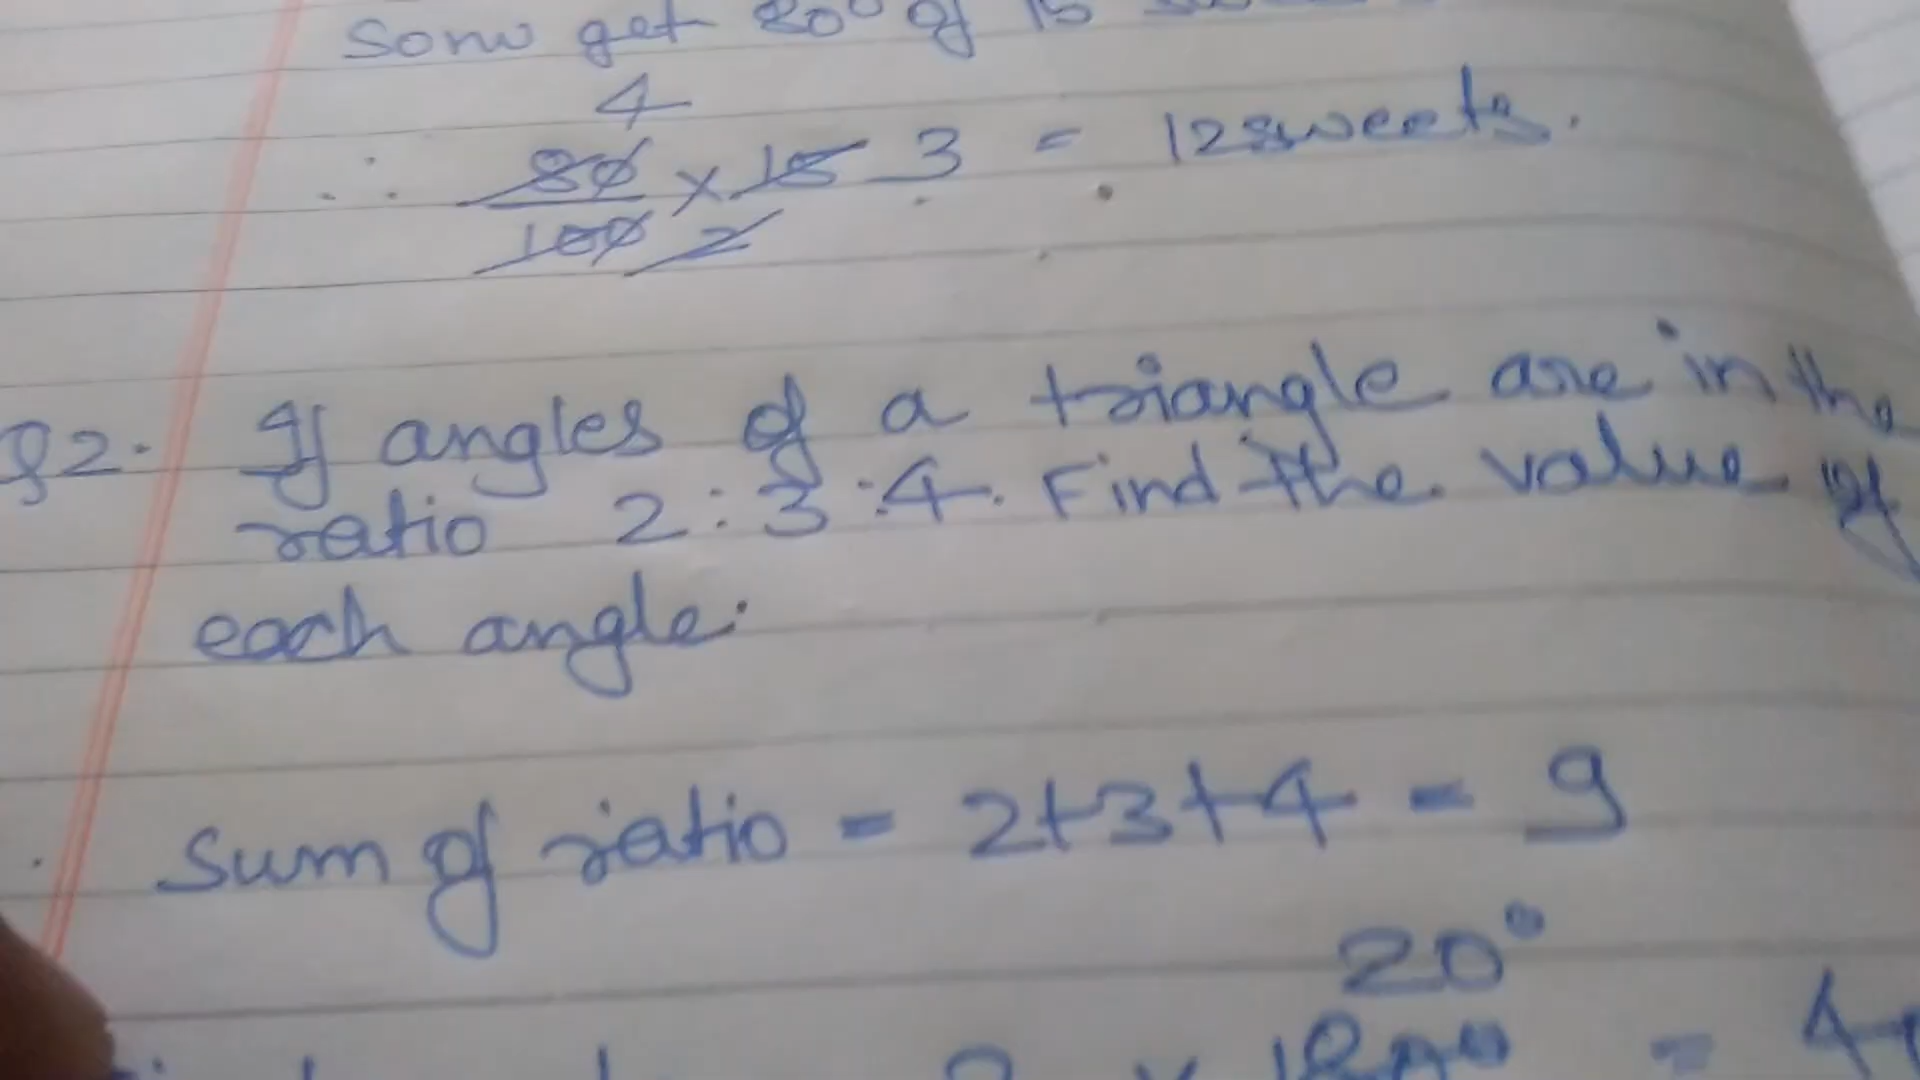 Sonu get 80% of 15
4
∴ 80/100 × 15 3 = 12 sweets.
2
Q2. If angles of a triangle are in the
ratio 2:3:4. Find the value of
each angle.
Sum of ratio = 2+3+4 = 9
20°
× 180° =